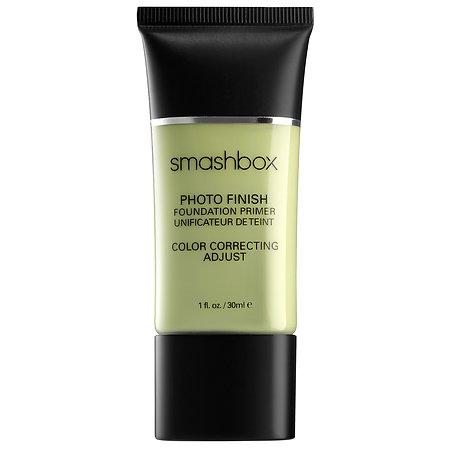 smashbox
PHOTO FINISH
FOUNDATION PRIMER
UNIFICATEUR DE TEINT
COLOR CORRECTING
ADJUST
1 fl. oz. / 30ml ℮